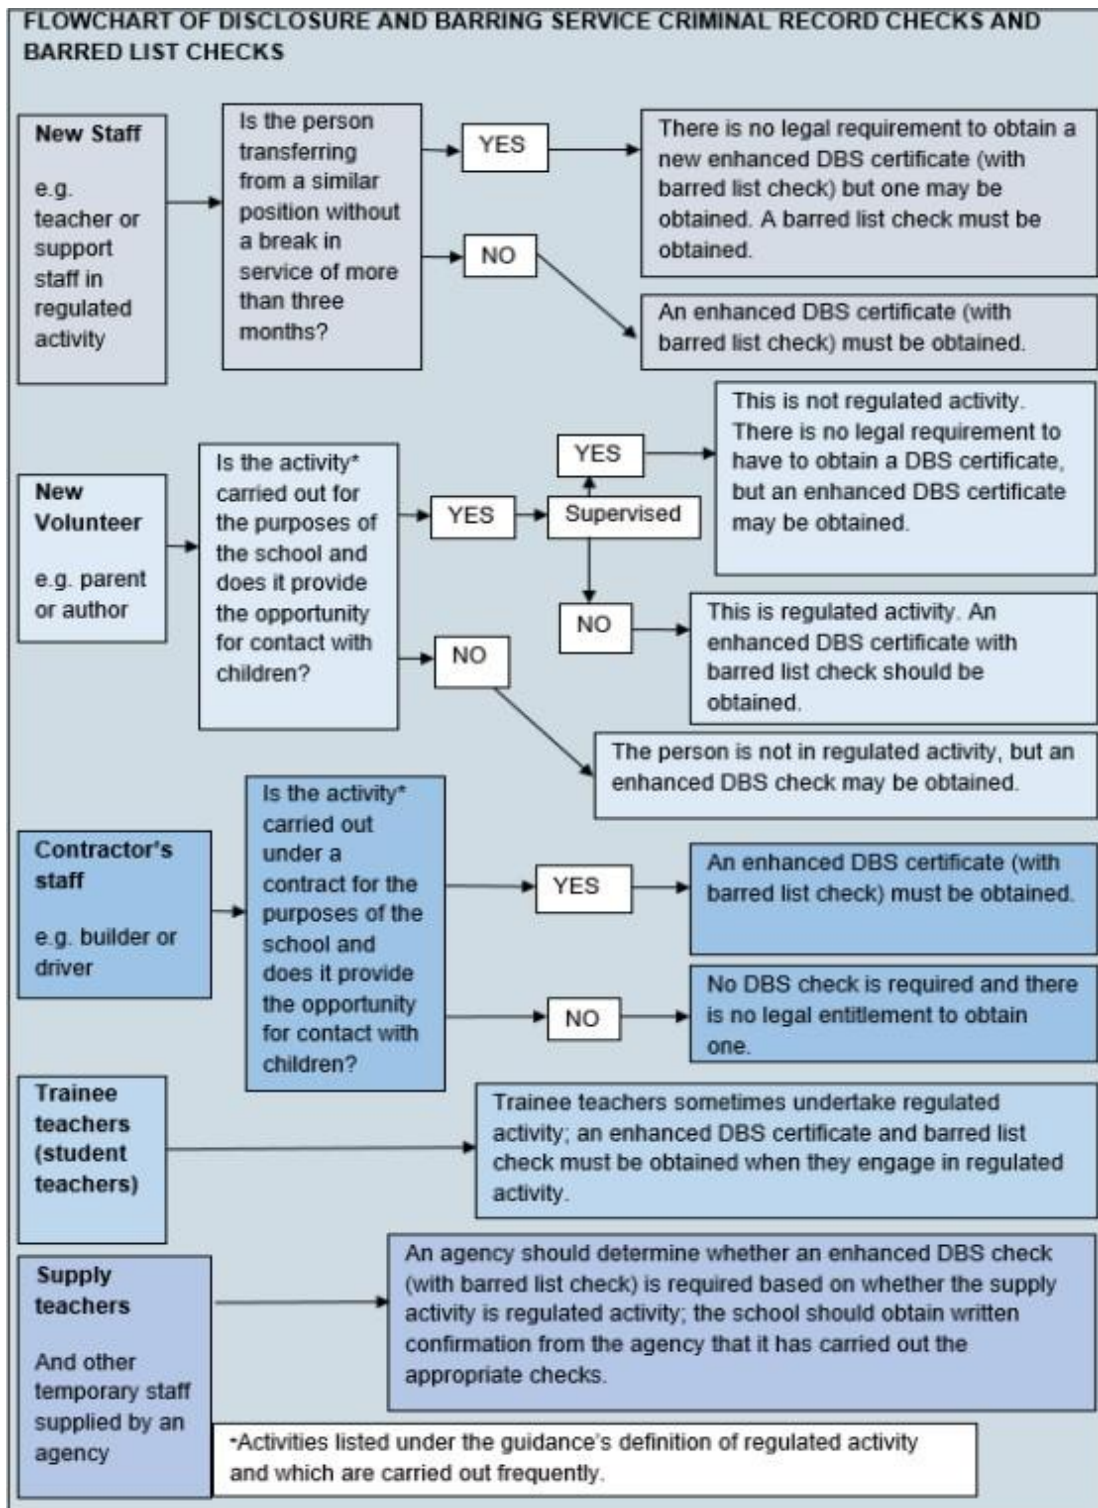 FLOWCHART OF DISCLOSURE AND BARRING SERVICE CRIMINAL RECORD CHECKS AND
BARRED LIST CHECKS
New Staff
e.g.
teacher or
support
staff in
regulated
activity
Is the person
transferring
from a similar
position without
a break in
service of more
than three
months?
YES
There is no legal requirement to obtain a
new enhanced DBS certificate (with
barred list check) but one may be
obtained. A barred list check must be
obtained.
NO
An enhanced DBS certificate (with
barred list check) must be obtained.
New
Volunteer
e.g. parent
or author
Is the activity*
carried out for
the purposes of
the school and
does it provide
the opportunity
for contact with
children?
YES
Supervised
YES
This is not regulated activity.
There is no legal requirement to
have to obtain a DBS certificate,
but an enhanced DBS certificate
may be obtained.
NO
This is regulated activity. An
enhanced DBS certificate with
barred list check should be
obtained.
NO
The person is not in regulated activity, but an
enhanced DBS check may be obtained.
Contractor's
staff
e.g. builder or
driver
Is the activity*
carried out
under a
contract for the
purposes of the
school and
does it provide
the opportunity
for contact with
children?
YES
An enhanced DBS certificate (with
barred list check) must be obtained.
NO
No DBS check is required and there
is no legal entitlement to obtain
one.
Trainee
teachers
(student
teachers)
Trainee teachers sometimes undertake regulated
activity; an enhanced DBS certificate and barred list
check must be obtained when they engage in regulated
activity.
Supply
teachers
And other
temporary staff
supplied by an
agency
An agency should determine whether an enhanced DBS check
(with barred list check) is required based on whether the supply
activity is regulated activity; the school should obtain written
confirmation from the agency that it has carried out the
appropriate checks.
*Activities listed under the guidance's definition of regulated activity
and which are carried out frequently.